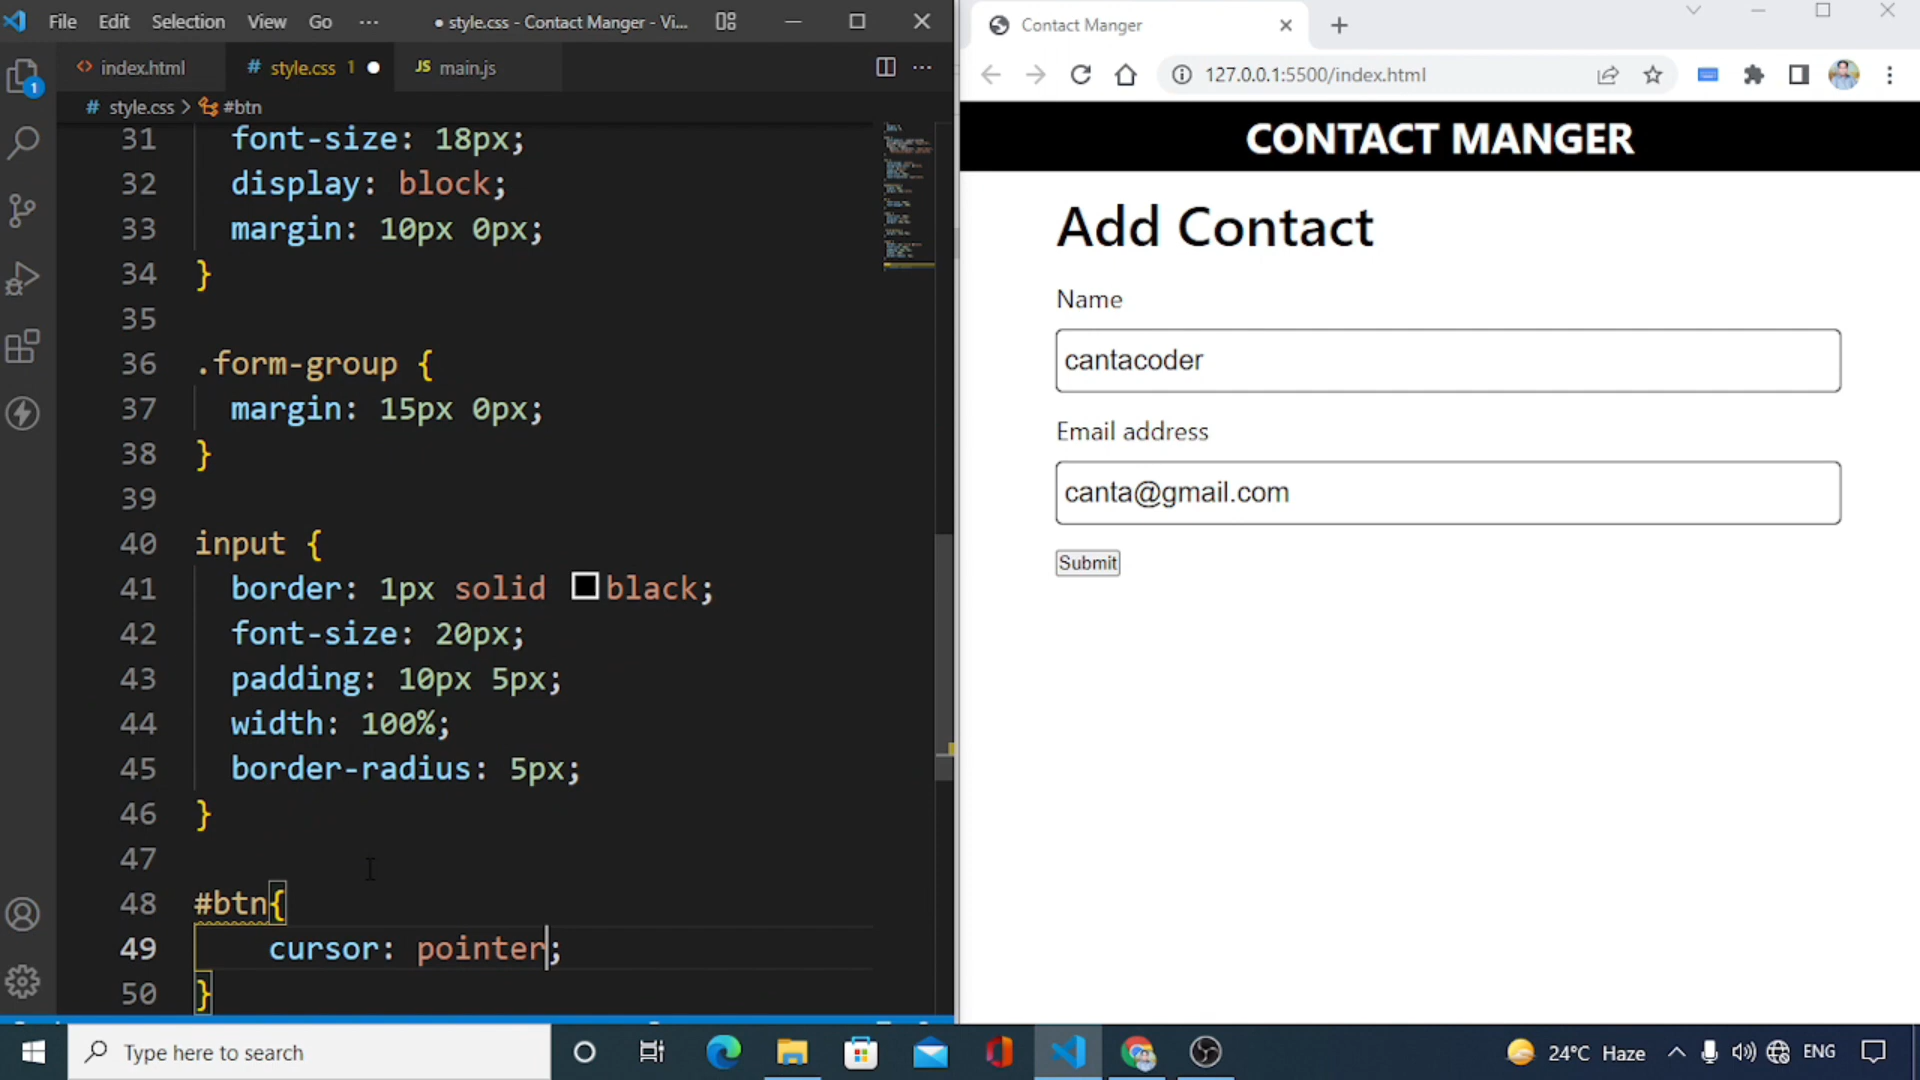 File Edit Selection View Go ··· ● style.css - Contact Manger - Vi...
<> index.html # style.css 1 ● JS main.js ···
# style.css > #btn
31 font-size: 18px;
32 display: block;
33 margin: 10px 0px;
34 }
35
36 .form-group {
37 margin: 15px 0px;
38 }
39
40 input {
41 border: 1px solid black;
42 font-size: 20px;
43 padding: 10px 5px;
44 width: 100%;
45 border-radius: 5px;
46 }
47
48 #btn{
49 cursor: pointer;
50 }
1
Contact Manger
127.0.0.1:5500/index.html
CONTACT MANGER
Add Contact
Name
cantacoder
Email address
canta@gmail.com
Submit
Type here to search
24°C Haze ENG